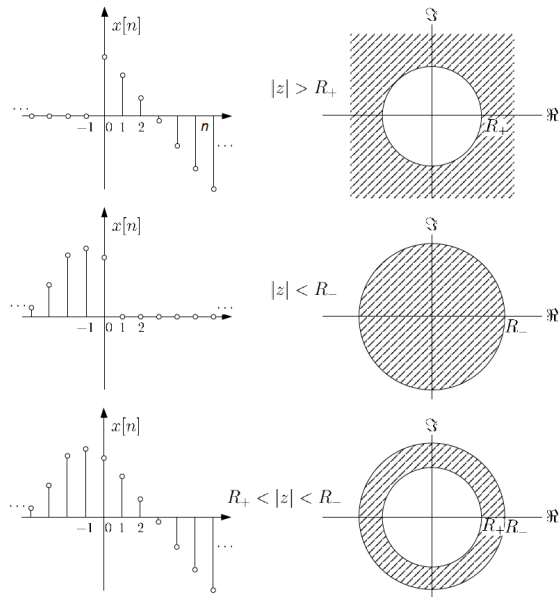 x[n]
ℑ
|z| > R₊
...
−1 0 1 2 n ...
R₊
ℜ
x[n]
ℑ
|z| < R₋
... ...
−1 0 1 2
R₋
ℜ
x[n]
ℑ
R₊ < |z| < R₋
...
−1 0 1 2
...
R₊ R₋
ℜ